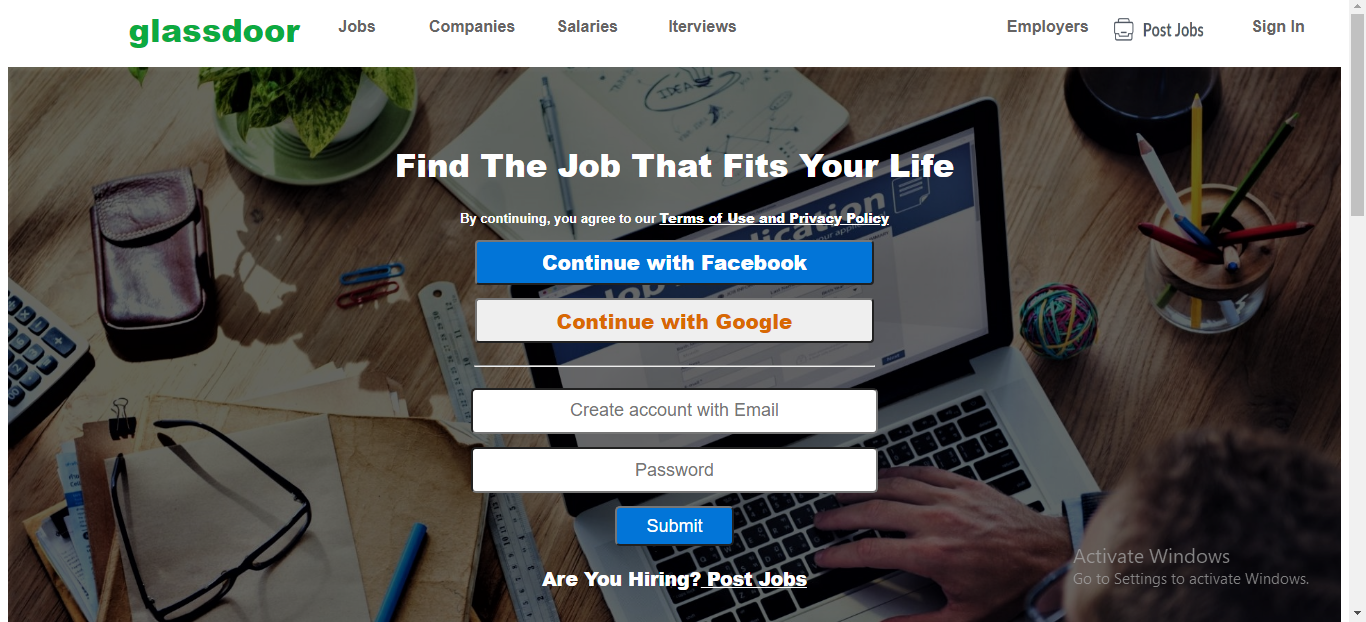 glassdoor
Jobs
Companies
Salaries
Iterviews
Employers
Post Jobs
Sign In
IDEAS
Find The Job That Fits Your Life
By continuing, you agree to our Terms of Use and Privacy Policy
Continue with Facebook
Continue with Google
Create account with Email
Password
Submit
Are You Hiring? Post Jobs
Activate Windows
Go to Settings to activate Windows.